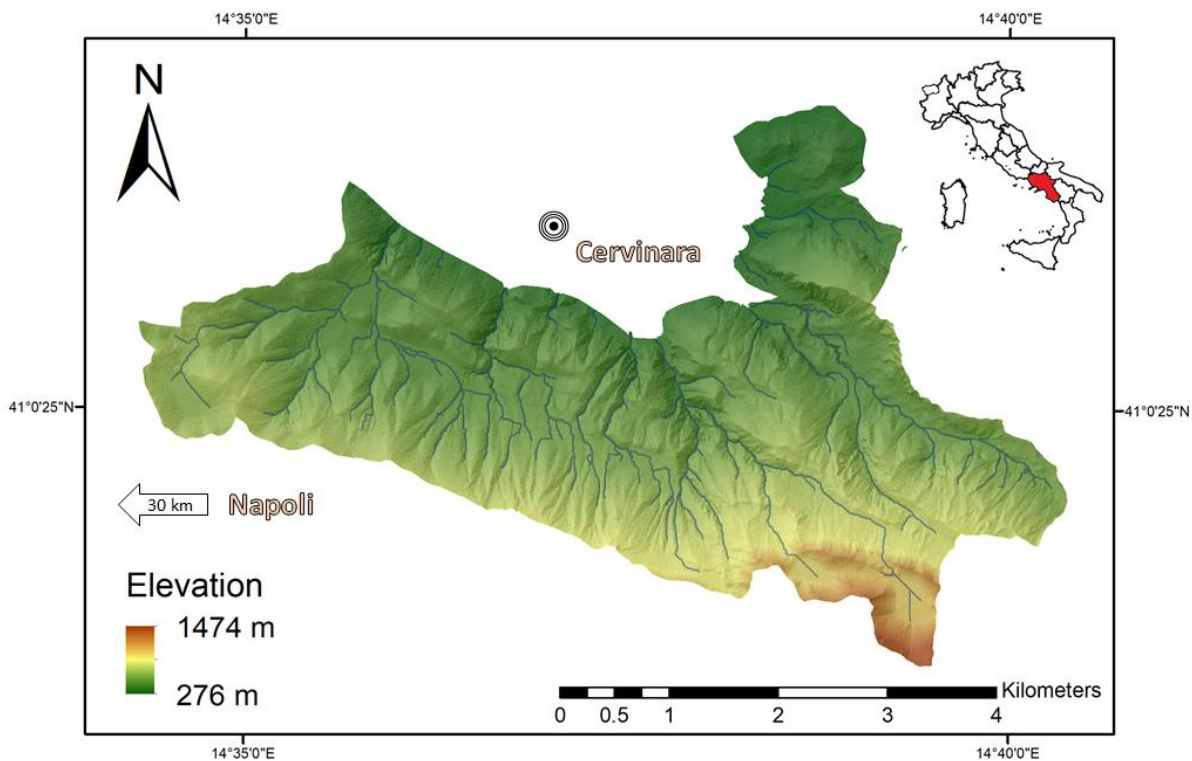 14°35'0"E
14°40'0"E
N
Cervinara
41°0'25"N
41°0'25"N
30 km
Napoli
Elevation
1474 m
276 m
Kilometers
0 0.5 1 2 3 4
14°35'0"E
14°40'0"E